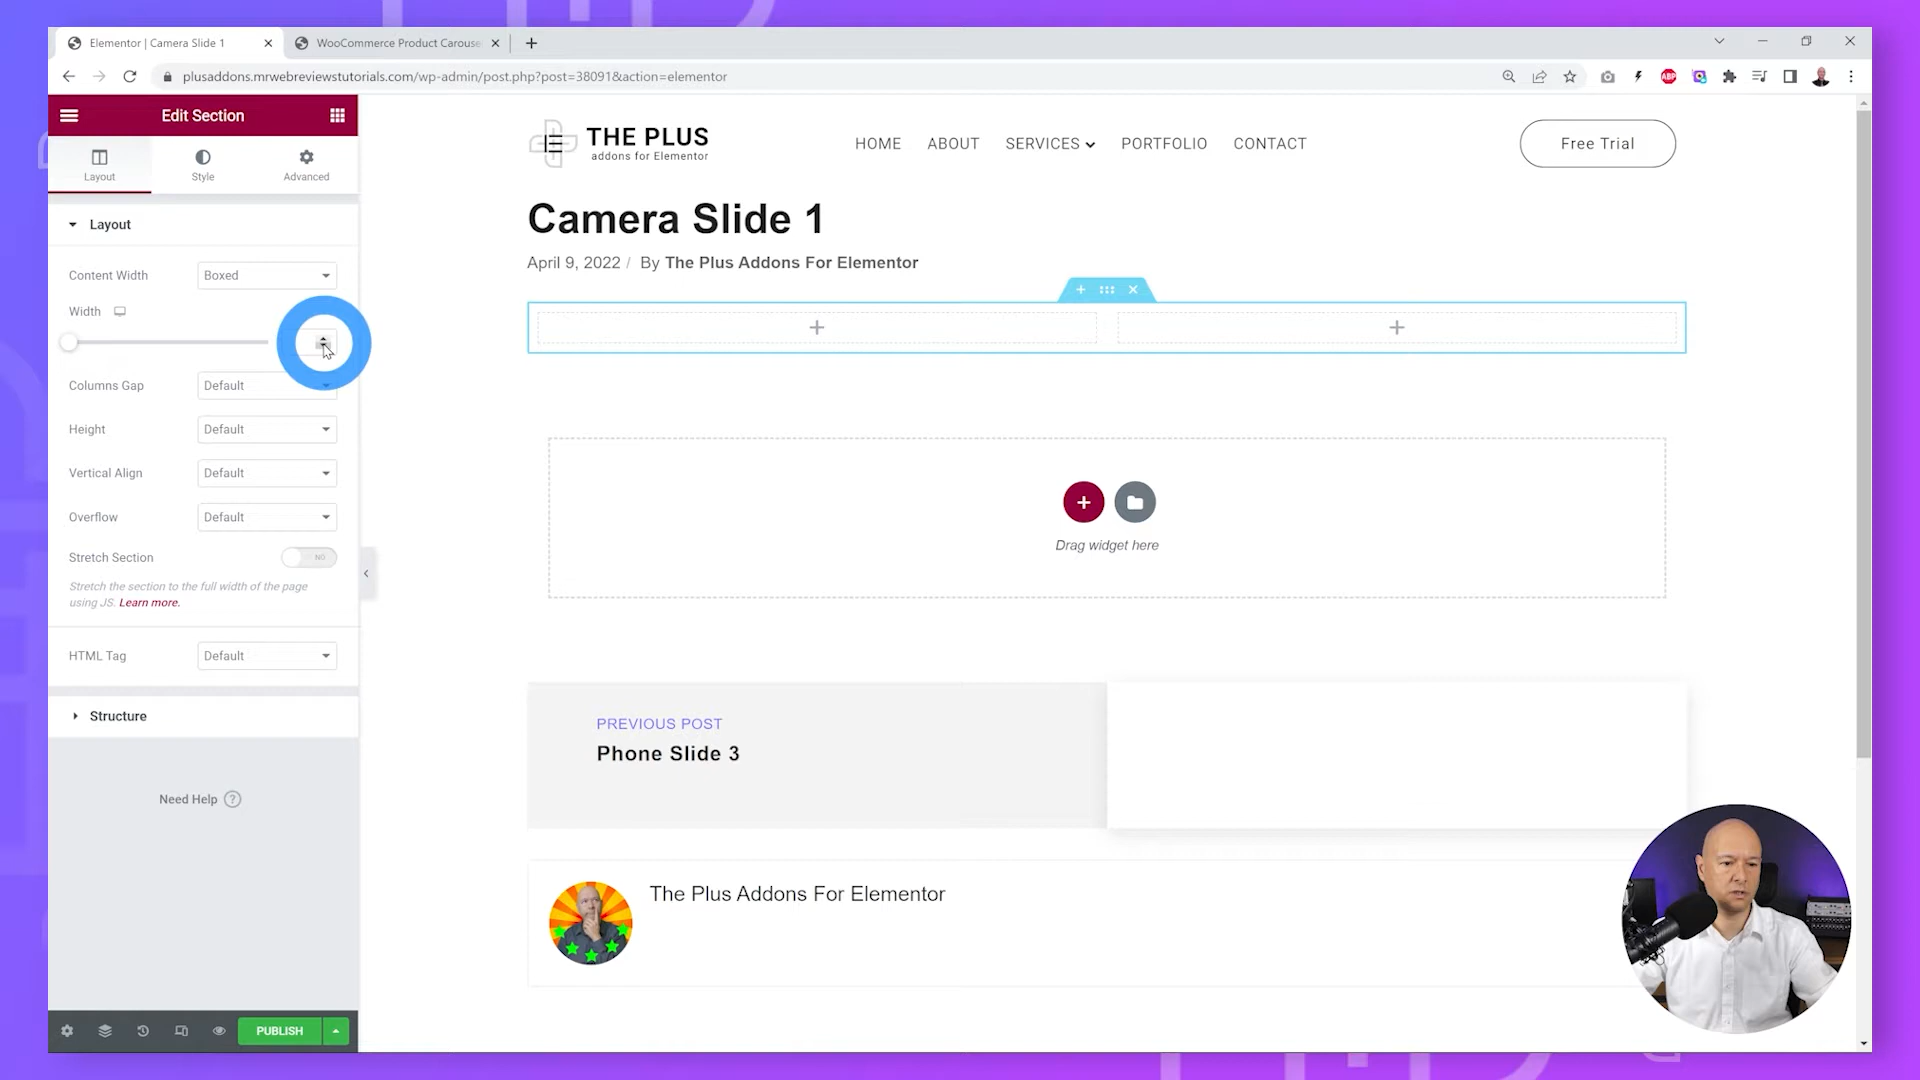 Elementor | Camera Slide 1
WooCommerce Product Carouse
plusaddons.mrwebreviewstutorials.com/wp-admin/post.php?post=38091&action=elementor
ABP
Edit Section
Layout
Style
Advanced
Layout
Content Width
Boxed
Width
Columns Gap
Default
Height
Default
Vertical Align
Default
Overflow
Default
Stretch Section
NO
Stretch the section to the full width of the page
using JS. Learn more.
HTML Tag
Default
Structure
Need Help
PUBLISH
THE PLUS
addons for Elementor
HOME
ABOUT
SERVICES
PORTFOLIO
CONTACT
Free Trial
Camera Slide 1
April 9, 2022 / By The Plus Addons For Elementor
Drag widget here
PREVIOUS POST
Phone Slide 3
The Plus Addons For Elementor